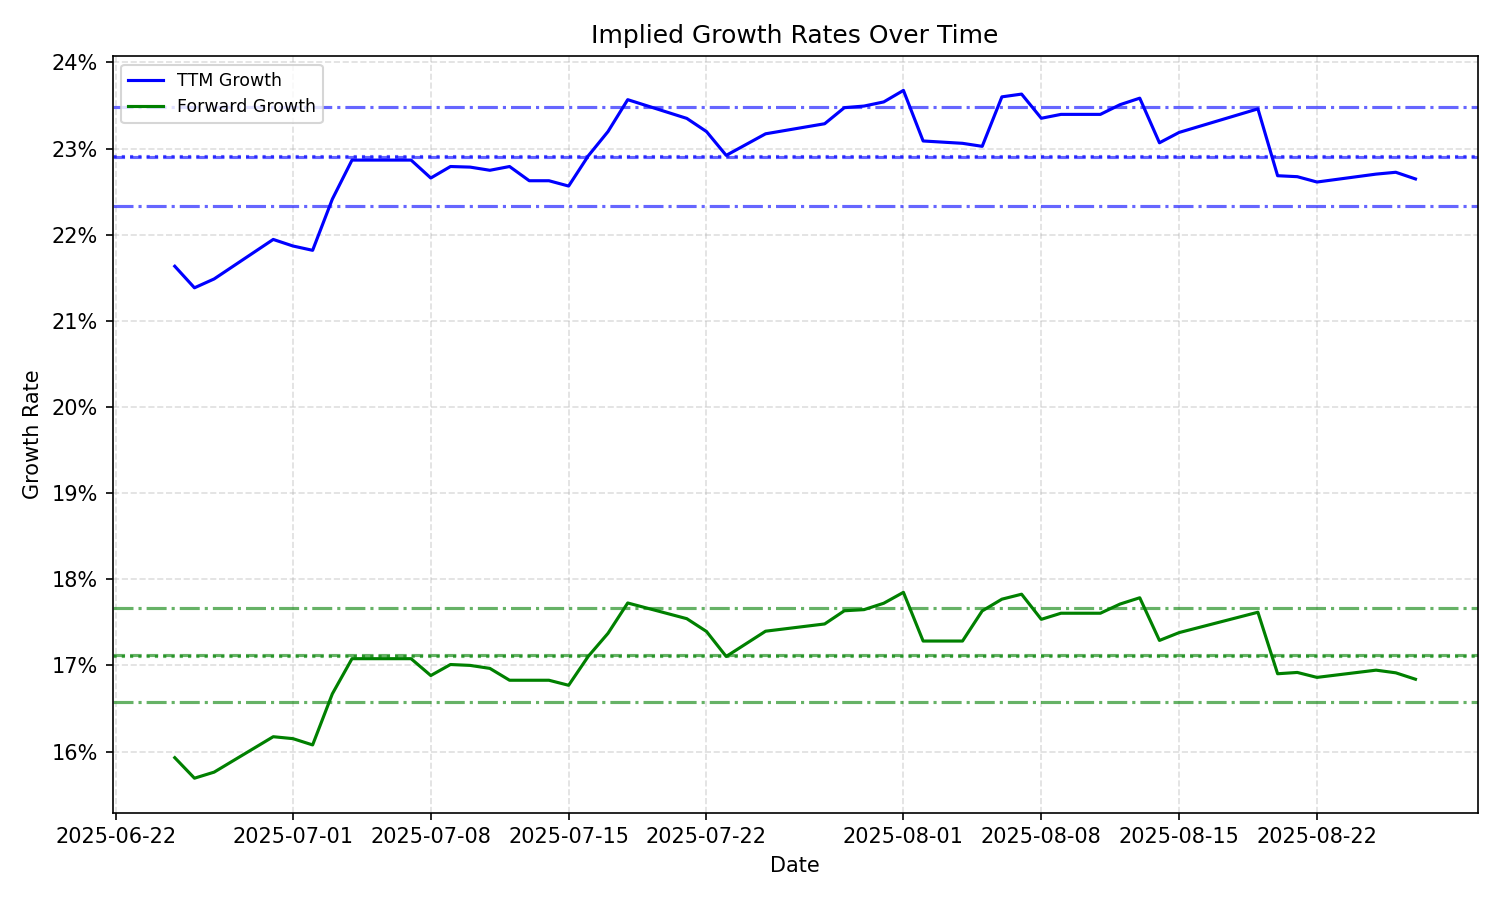 Implied Growth Rates Over Time
TTM Growth
Forward Growth
24%
23%
22%
21%
20%
19%
18%
17%
16%
Growth Rate
2025-06-22 2025-07-01 2025-07-08 2025-07-15 2025-07-22 2025-08-01 2025-08-08 2025-08-15 2025-08-22
Date